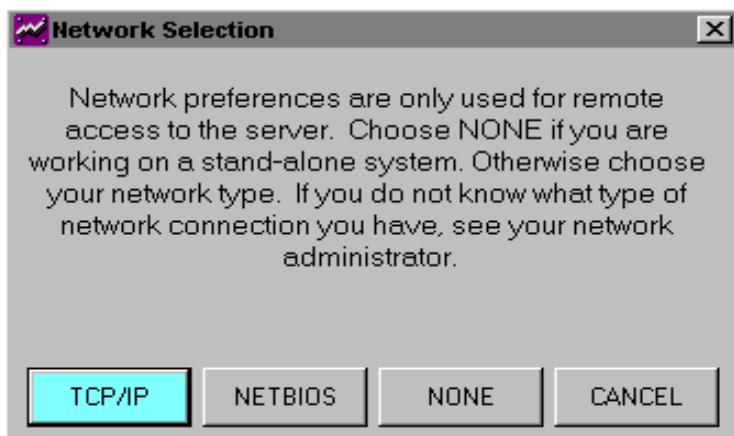 Network Selection
Network preferences are only used for remote
access to the server.  Choose NONE if you are
working on a stand-alone system. Otherwise choose
your network type.  If you do not know what type of
network connection you have, see your network
administrator.
TCP/IP NETBIOS NONE CANCEL